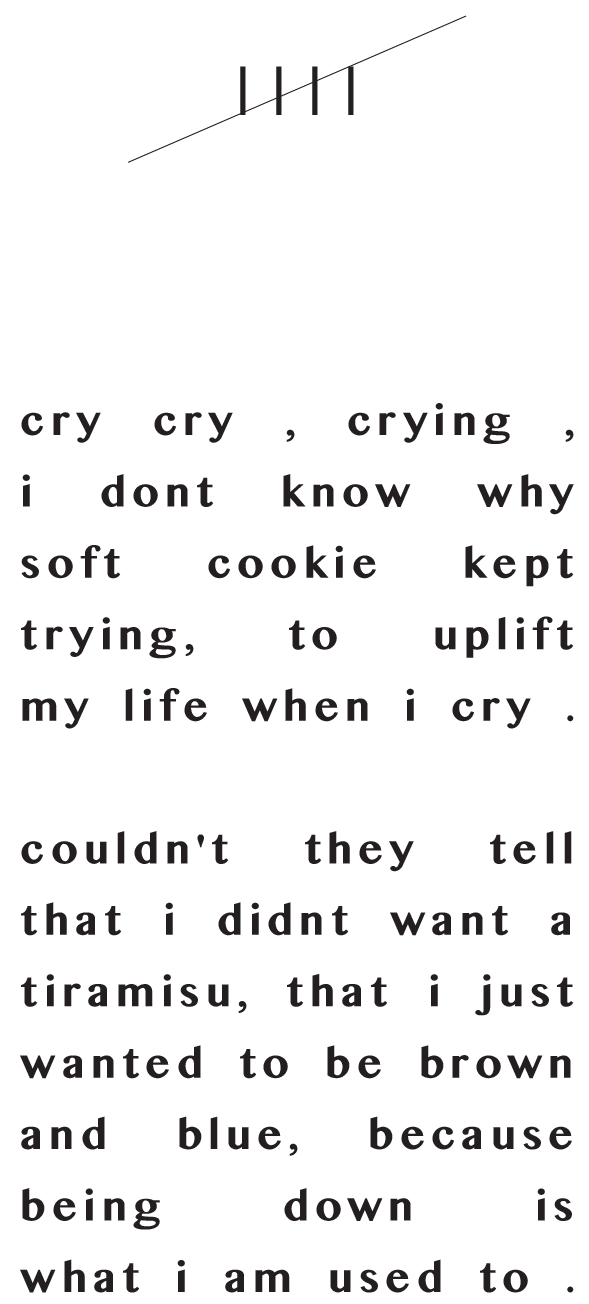 cry cry , crying ,
i dont know why
soft cookie kept
trying, to uplift
my life when i cry .
couldn't they tell
that i didnt want a
tiramisu, that i just
wanted to be brown
and blue, because
being down is
what i am used to .